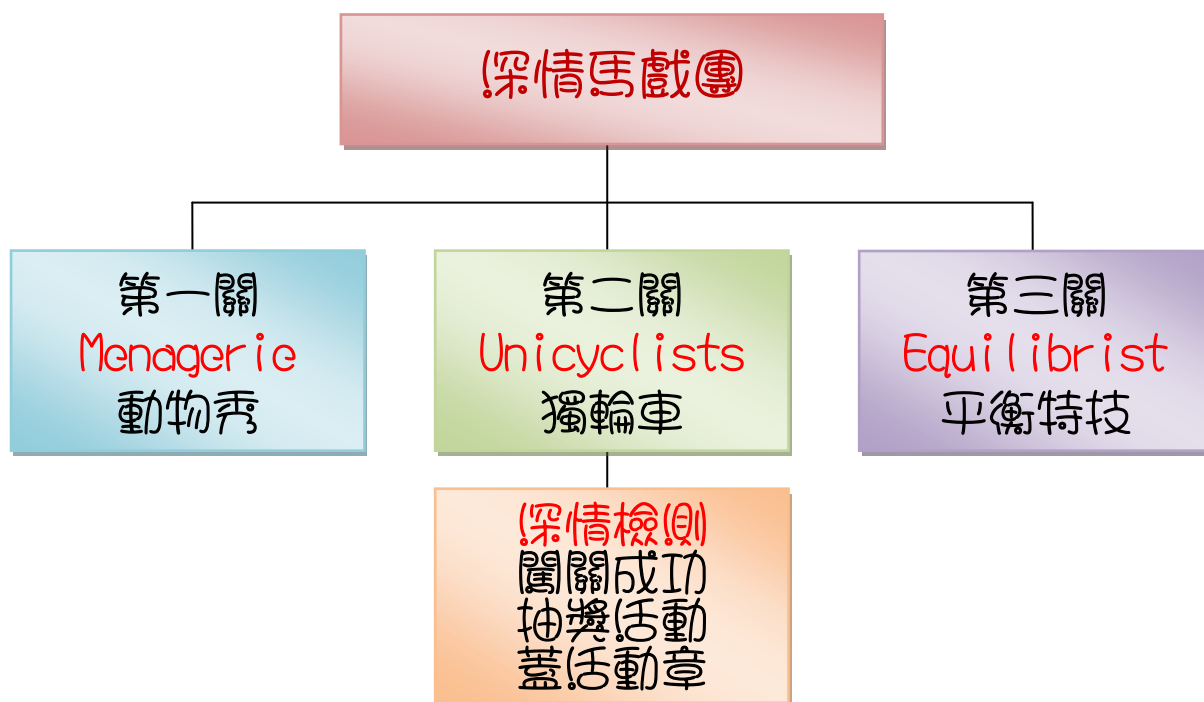 深情馬戲團
第一關
Menagerie
動物秀
第二關
Unicyclists
獨輪車
第三關
Equilibrist
平衡特技
深情檢測
闖關成功
抽獎活動
蓋活動章